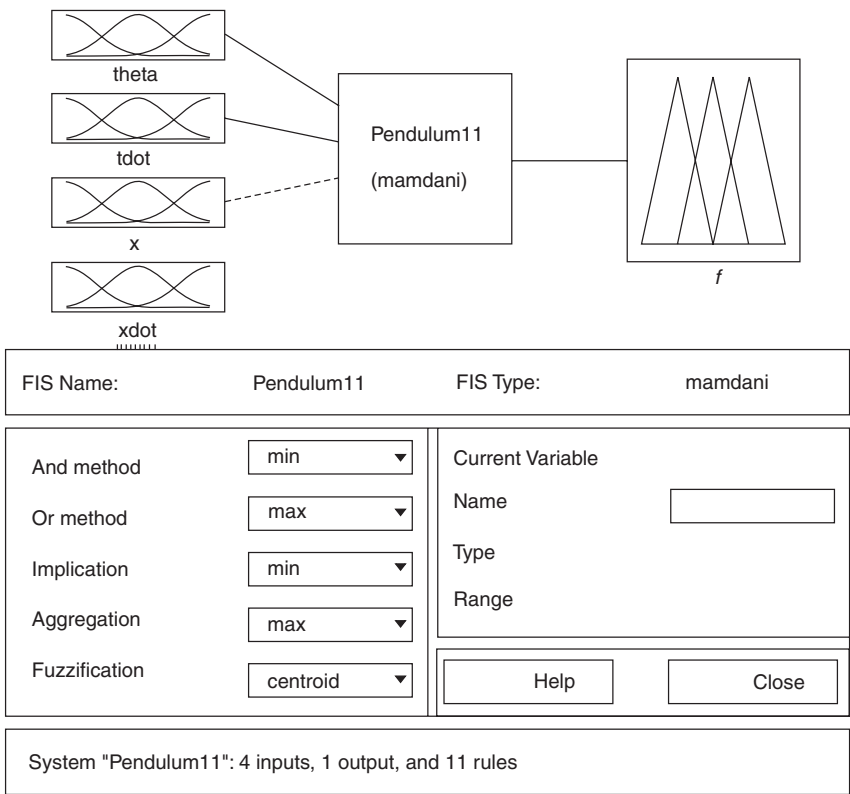 theta
tdot
x
xdot
Pendulum11
(mamdani)
f
FIS Name: Pendulum11 FIS Type: mamdani
And method min
Or method max
Implication min
Aggregation max
Fuzzification centroid
Current Variable
Name
Type
Range
Help Close
System "Pendulum11": 4 inputs, 1 output, and 11 rules